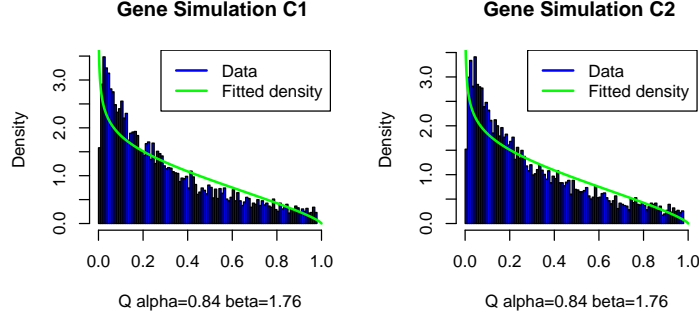 Gene Simulation C1
Data
Fitted density
Density
3.0
2.0
1.0
0.0
0.0 0.2 0.4 0.6 0.8 1.0
Q alpha=0.84 beta=1.76
Gene Simulation C2
Data
Fitted density
Density
3.0
2.0
1.0
0.0
0.0 0.2 0.4 0.6 0.8 1.0
Q alpha=0.84 beta=1.76